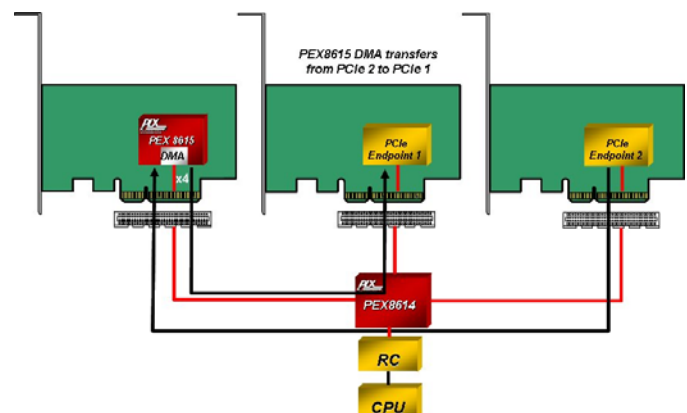 PEX8615 DMA transfers
from PCIe 2 to PCIe 1
PLX
PEX 8615
DMA
x4
PCIe
Endpoint 1
PCIe
Endpoint 2
PLX
PEX8614
RC
CPU